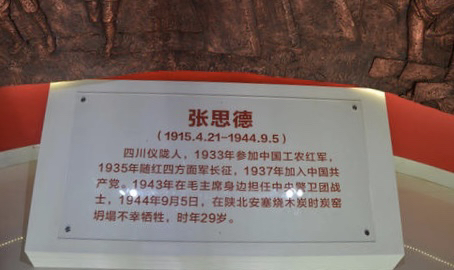 张思德
(1915.4.21-1944.9.5)
四川仪陇人，1933年参加中国工农红军，
1935年随红四方面军长征，1937年加入中国共
产党。1943年在毛主席身边担任中央警卫团战
士，1944年9月5日，在陕北安塞烧木炭时炭窑
坍塌不幸牺牲，时年29岁。